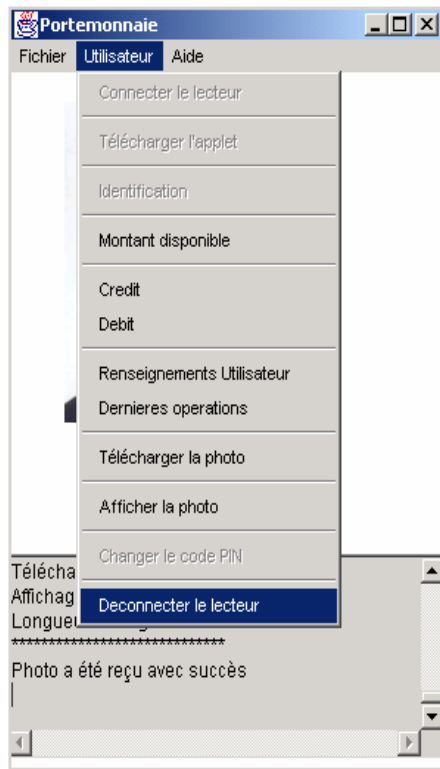 Portemonnaie
Fichier Utilisateur Aide
Connecter le lecteur
Télécharger l'applet
Identification
Montant disponible
Credit
Debit
Renseignements Utilisateur
Dernieres operations
Télécharger la photo
Afficher la photo
Changer le code PIN
Deconnecter le lecteur
Télécha
Affichag
Longueu
*****************************
Photo a été reçu avec succès